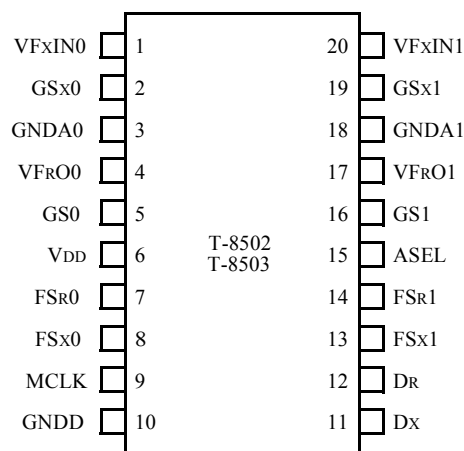 VFxIN0 1 20 VFxIN1
GSx0 2 19 GSx1
GNDA0 3 18 GNDA1
VFRO0 4 17 VFRO1
GS0 5 16 GS1
T-8502
VDD 6 15 ASEL
T-8503
FSR0 7 14 FSR1
FSX0 8 13 FSX1
MCLK 9 12 DR
GNDD 10 11 DX